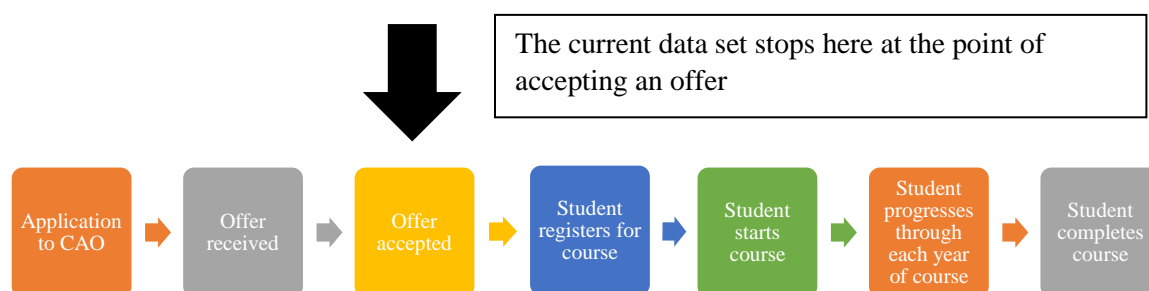 The current data set stops here at the point of
accepting an offer
Application
to CAO
Offer
received
Offer
accepted
Student
registers for
course
Student
starts
course
Student
progresses
through
each year
of course
Student
completes
course